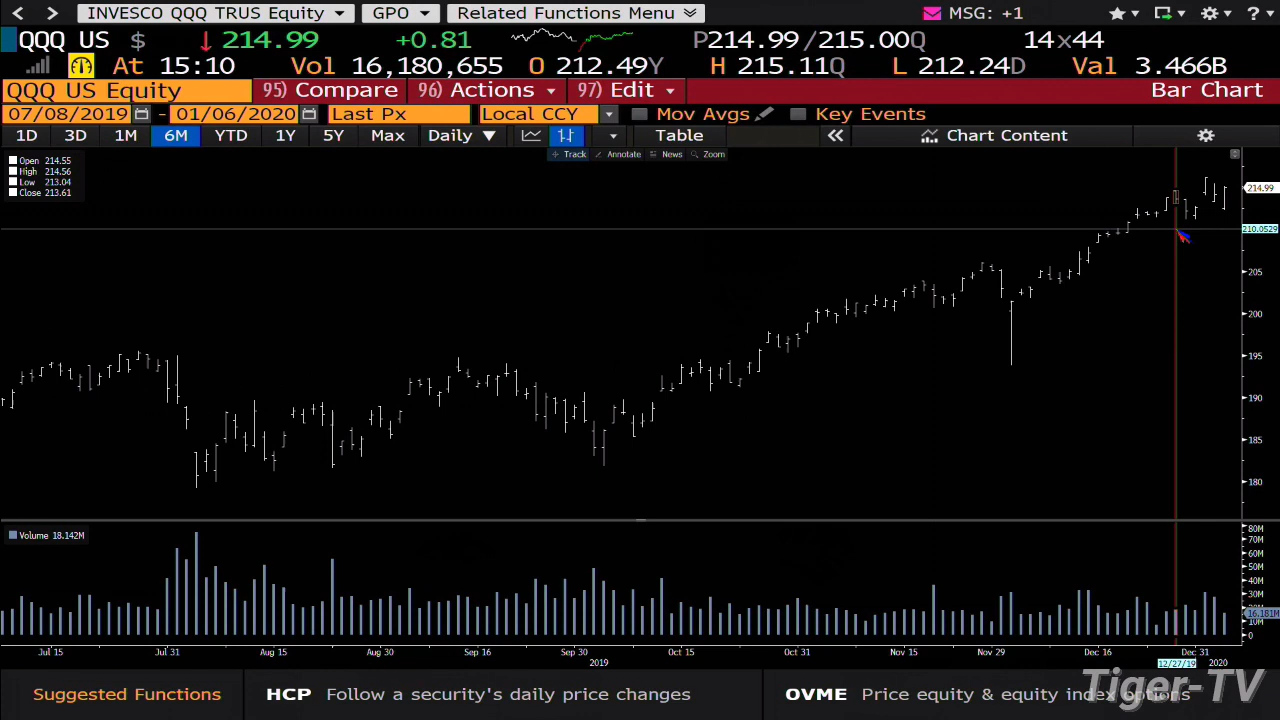 INVESCO QQQ TRUS Equity GPO Related Functions Menu MSG: +1 ?
QQQ US $ 214.99 +0.81 P214.99 /215.00Q 14x44
At 15:10 Vol 16,180,655 O 212.49Y H 215.11Q L 212.24D Val 3.466B
QQQ US Equity 95) Compare 96) Actions 97) Edit Bar Chart
07/08/2019 - 01/06/2020 Last Px Local CCY Mov Avgs Key Events
1D 3D 1M 6M YTD 1Y 5Y Max Daily Table Chart Content
Track Annotate News Zoom
Open 214.55
High 214.56
Low 213.04
Close 213.61
214.99
210.0529
205
200
195
190
185
180
Volume 18.142M
80M
70M
60M
50M
40M
30M
20M
16.181M
10M
0
Jul 15 Jul 31 Aug 15 Aug 30 Sep 16 Sep 30 Oct 15 Oct 31 Nov 15 Nov 29 Dec 16 Dec 31
2019 12/27/19 2020
Suggested Functions HCP Follow a security's daily price changes OVME Price equity & equity index options
Tiger-TV